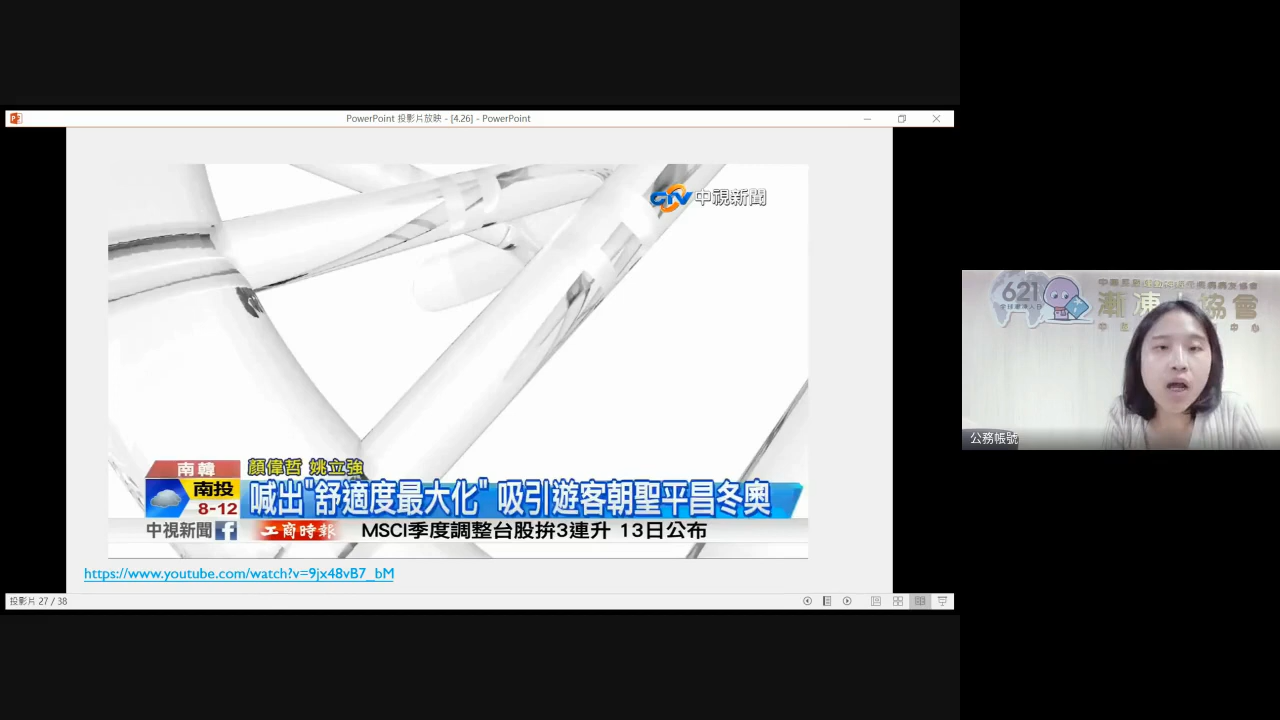 PowerPoint 投影片放映 - [4.26] - PowerPoint
CTV 中視新聞
南韓
顏偉哲 姚立強
南投
8-12
喊出"舒適度最大化" 吸引遊客朝聖平昌冬奧
中視新聞
工商時報
MSCI季度調整台股拚3連升 13日公布
https://www.youtube.com/watch?v=9jx48vB7_bM
投影片 27 / 38
621
漸凍
協會
公務帳號